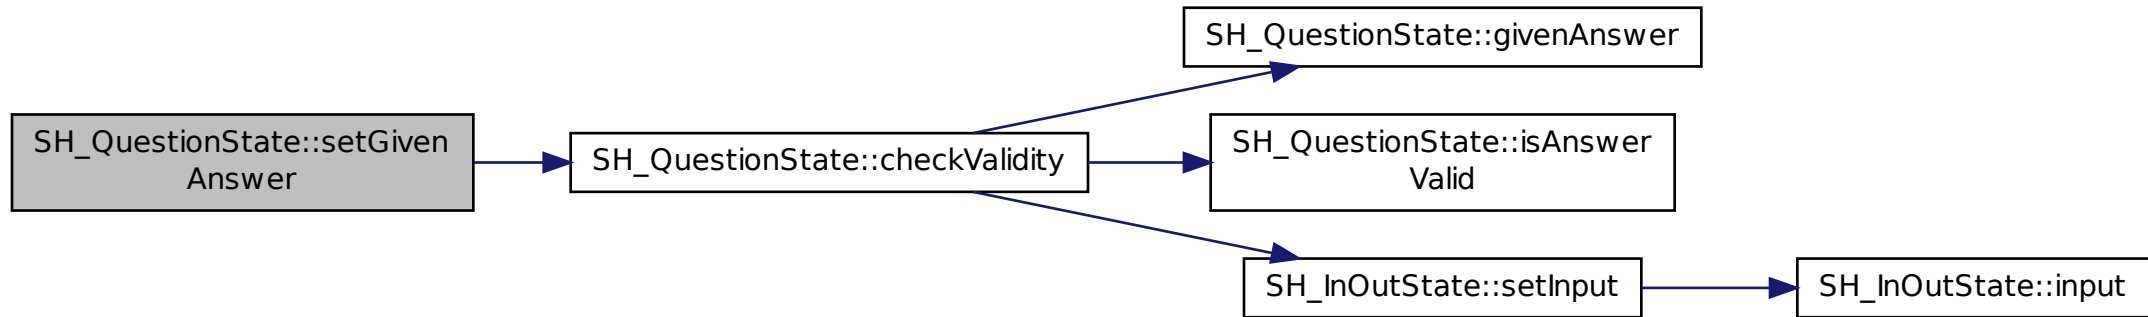 SH_QuestionState::givenAnswer
SH_QuestionState::setGiven
Answer
SH_QuestionState::checkValidity
SH_QuestionState::isAnswer
Valid
SH_InOutState::setInput
SH_InOutState::input